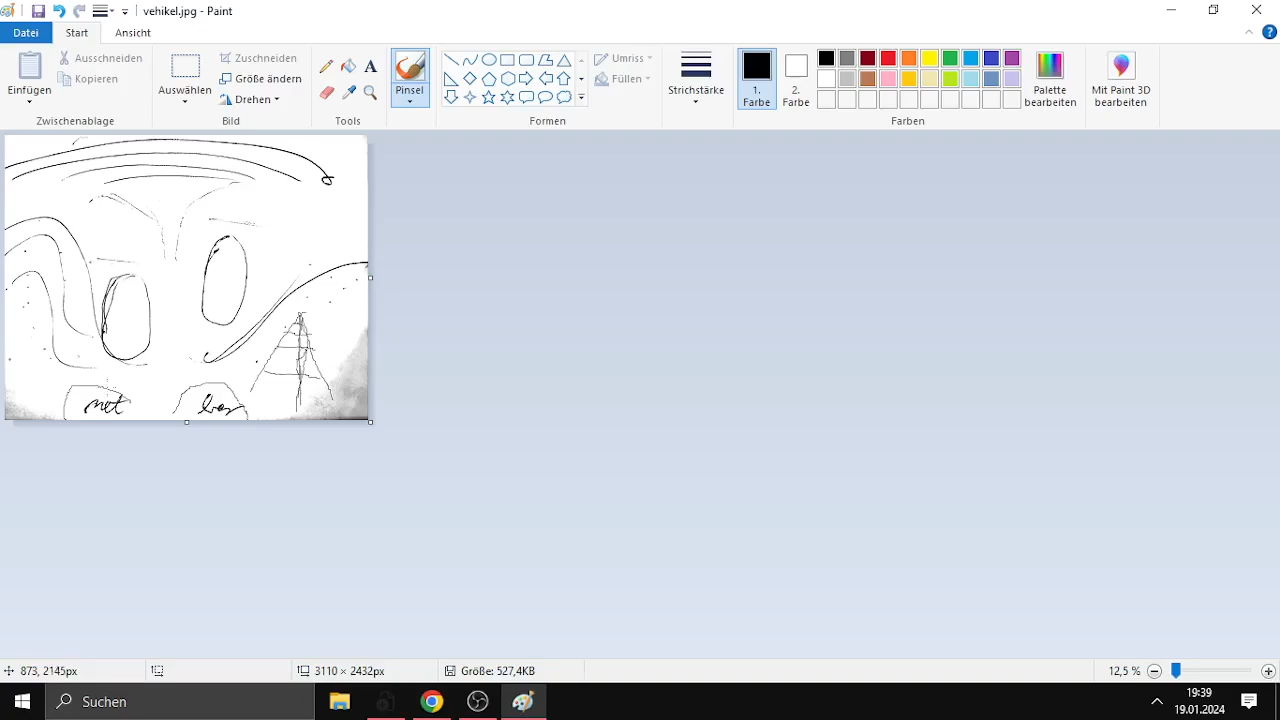 vehikel.jpg - Paint
Datei Start Ansicht
Einfügen
Ausschneiden
Kopieren
Zwischenablage
Auswählen
Zuschneiden
Größe ändern
Drehen
Bild
A
Tools
Pinsel
Formen
Umriss
Füllen
Strichstärke
1.
Farbe
2.
Farbe
Palette
bearbeiten
Farben
Mit Paint 3D
bearbeiten
873, 2145px
3110 × 2432px
Größe: 527,4KB
12,5 %
Suchen
19:39
19.01.2024